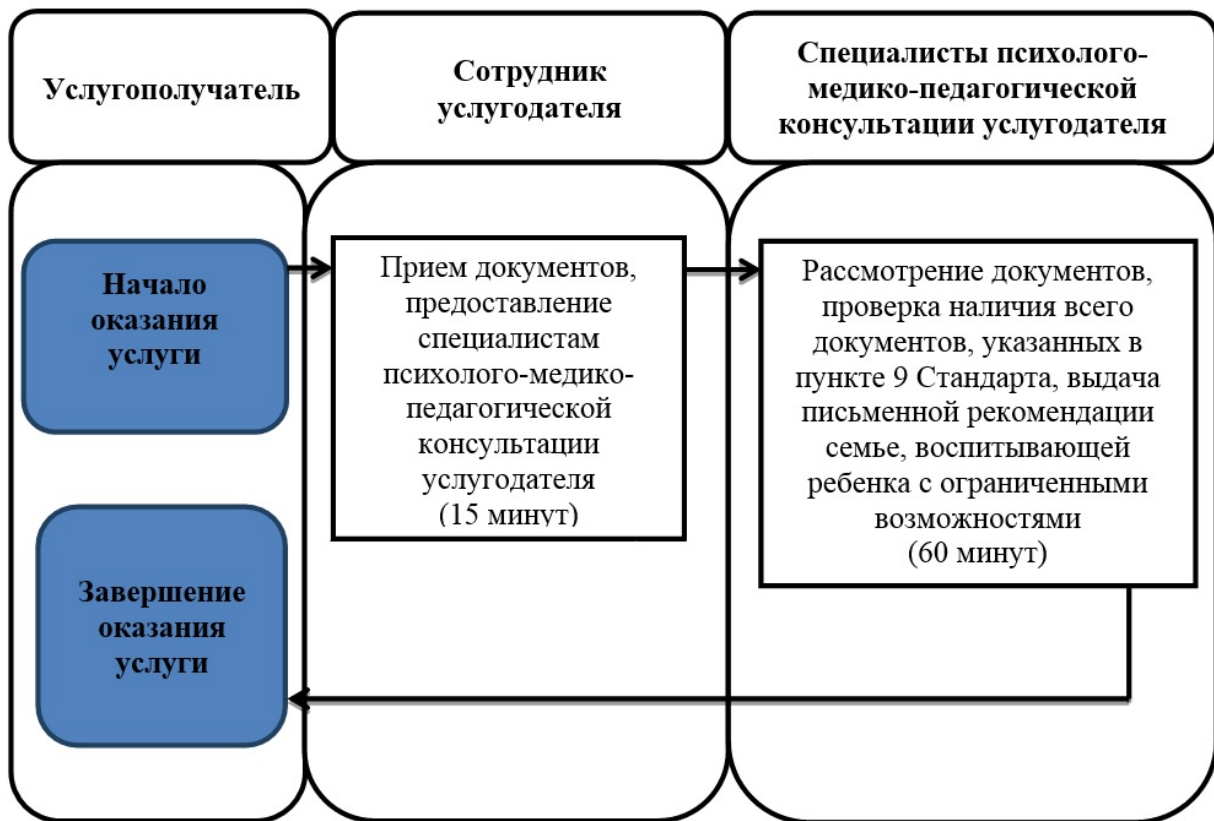 Услугополучатель
Сотрудник
услугодателя
Специалисты психолого-
медико-педагогической
консультации услугодателя
Начало
оказания
услуги
Прием документов,
предоставление
специалистам
психолого-медико-
педагогической
консультации
услугодателя
(15 минут)
Рассмотрение документов,
проверка наличия всего
документов, указанных в
пункте 9 Стандарта, выдача
письменной рекомендации
семье, воспитывающей
ребенка с ограниченными
возможностями
(60 минут)
Завершение
оказания
услуги